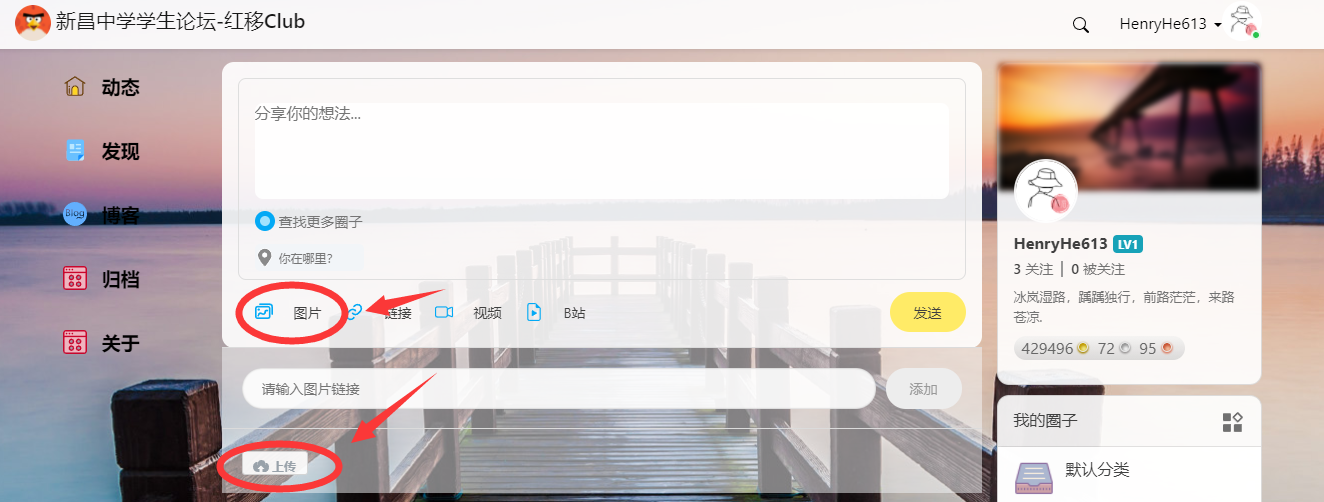 新昌中学学生论坛-红移Club
HenryHe613
动态
发现
Blog 博客
归档
关于
分享你的想法...
查找更多圈子
你在哪里?
图片 链接 视频 B站 发送
请输入图片链接 添加
上传
HenryHe613 LV1
3 关注 | 0 被关注
冰岚湿路，踽踽独行，前路茫茫，来路
苍凉.
429496 72 95
我的圈子
默认分类